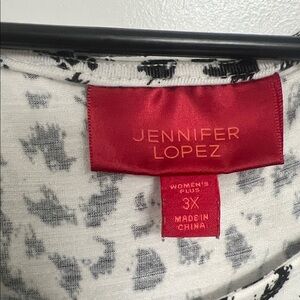 JENNIFER
LOPEZ
WOMEN'S
PLUS
3X
MADE IN
CHINA